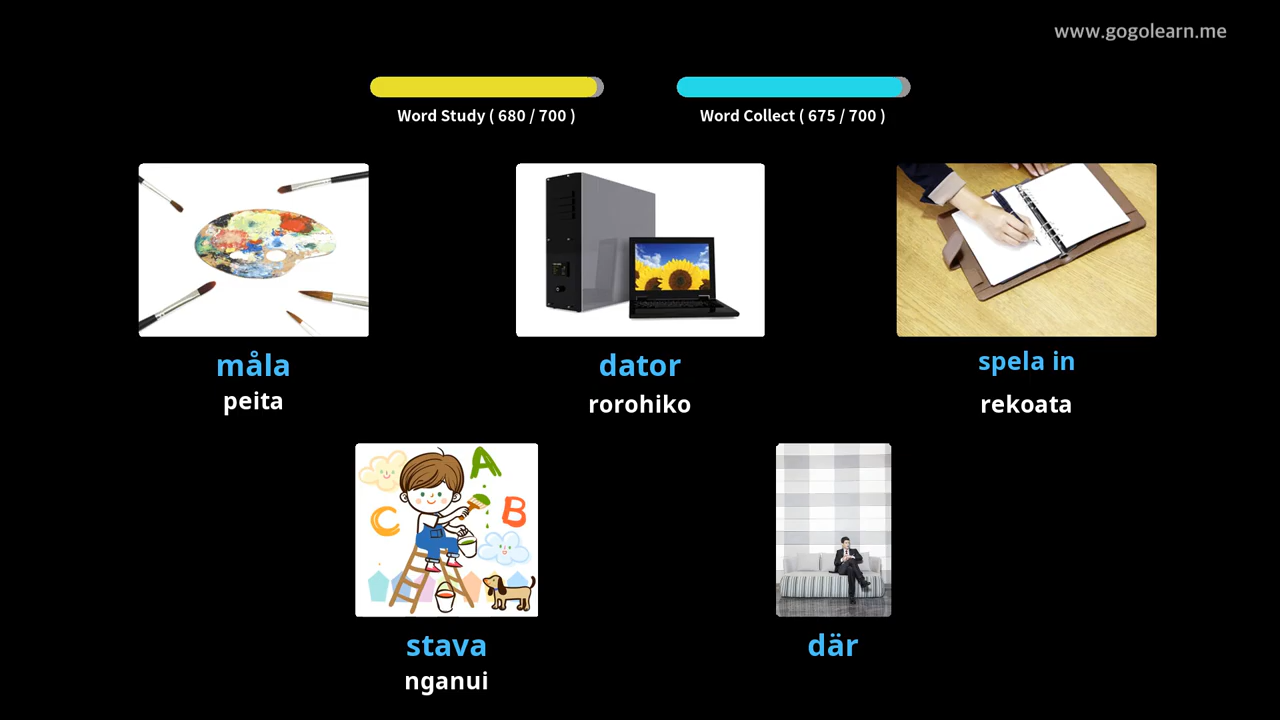 www.gogolearn.me
Word Study ( 680 / 700 )
Word Collect ( 675 / 700 )
måla
peita
dator
rorohiko
spela in
rekoata
A
B
C
stava
nganui
där